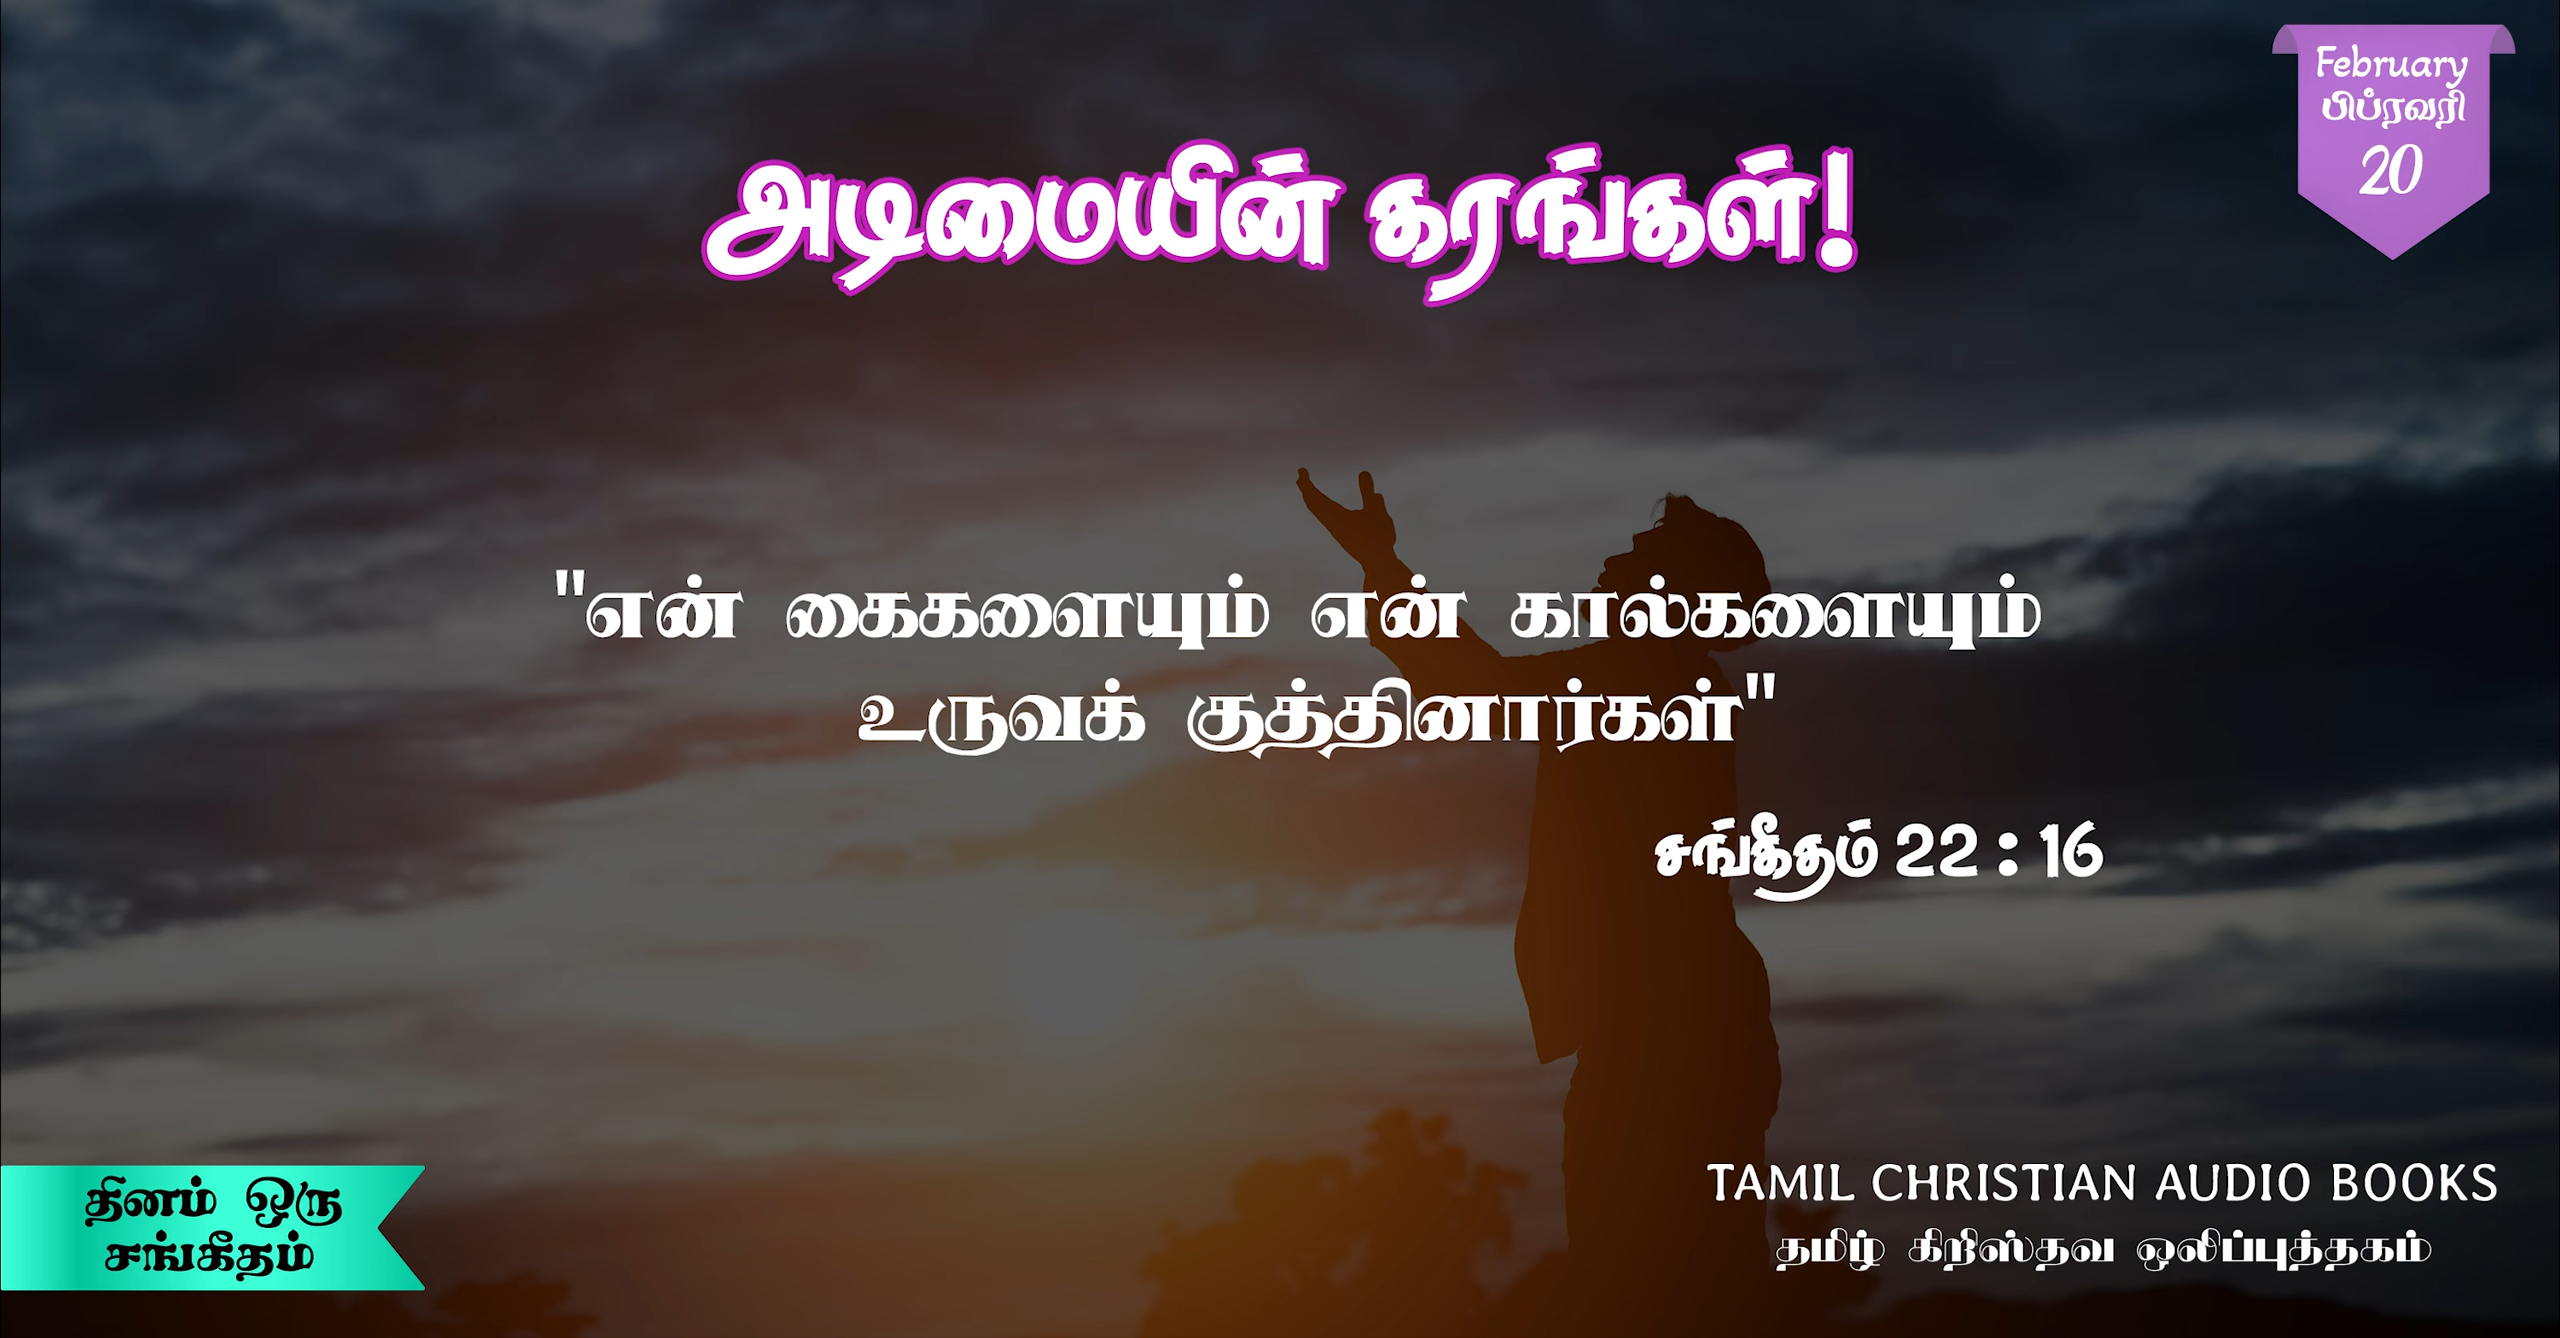 February
பிப்ரவரி
20
அடிமையின் கரங்கள்!
"என் கைகளையும் என் கால்களையும்
உருவக் குத்தினார்கள்"
சங்கீதம் 22 : 16
தினம் ஒரு
சங்கீதம்
TAMIL CHRISTIAN AUDIO BOOKS
தமிழ் கிறிஸ்தவ ஒலிப்புத்தகம்